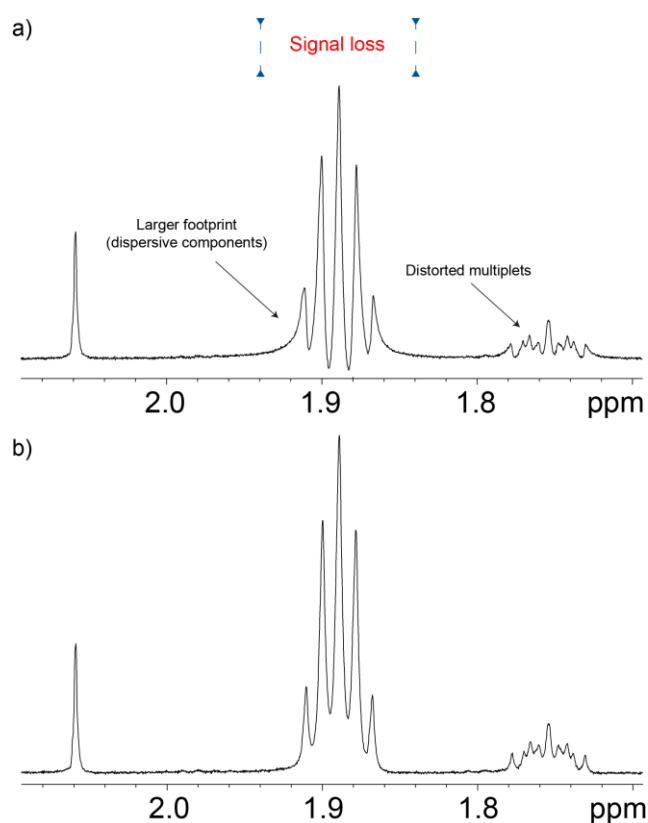 a)
Signal loss
Larger footprint
(dispersive components)
Distorted multiplets
2.0 1.9 1.8 ppm
b)
2.0 1.9 1.8 ppm